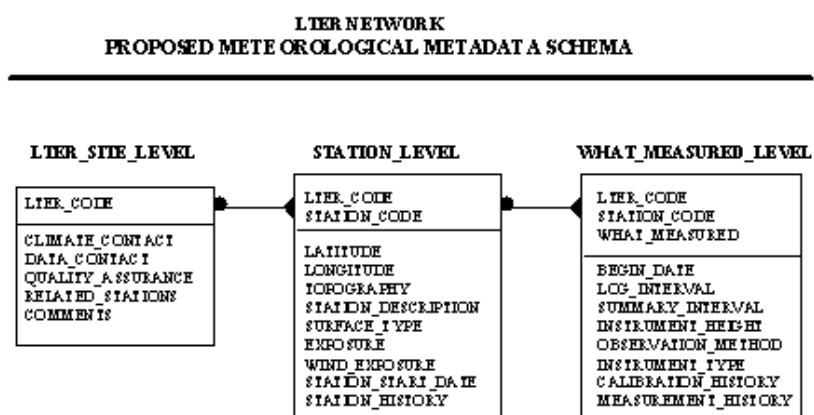 LTER NETWORK
PROPOSED METEOROLOGICAL METADATA SCHEMA
LTER_SITE_LEVEL
LTER_CODE
CLIMATE_CONTACT
DATA_CONTACT
QUALITY_ASSURANCE
RELATED_STATIONS
COMMENTS
STATION_LEVEL
LTER_CODE
STATION_CODE
LATITUDE
LONGITUDE
TOPOGRAPHY
STATION_DESCRIPTION
SURFACE_TYPE
EXPOSURE
WIND_EXPOSURE
STATION_START_DATE
STATION_HISTORY
WHAT_MEASURED_LEVEL
LTER_CODE
STATION_CODE
WHAT_MEASURED
BEGIN_DATE
LOG_INTERVAL
SUMMARY_INTERVAL
INSTRUMENT_HEIGHT
OBSERVATION_METHOD
INSTRUMENT_TYPE
CALIBRATION_HISTORY
MEASUREMENT_HISTORY